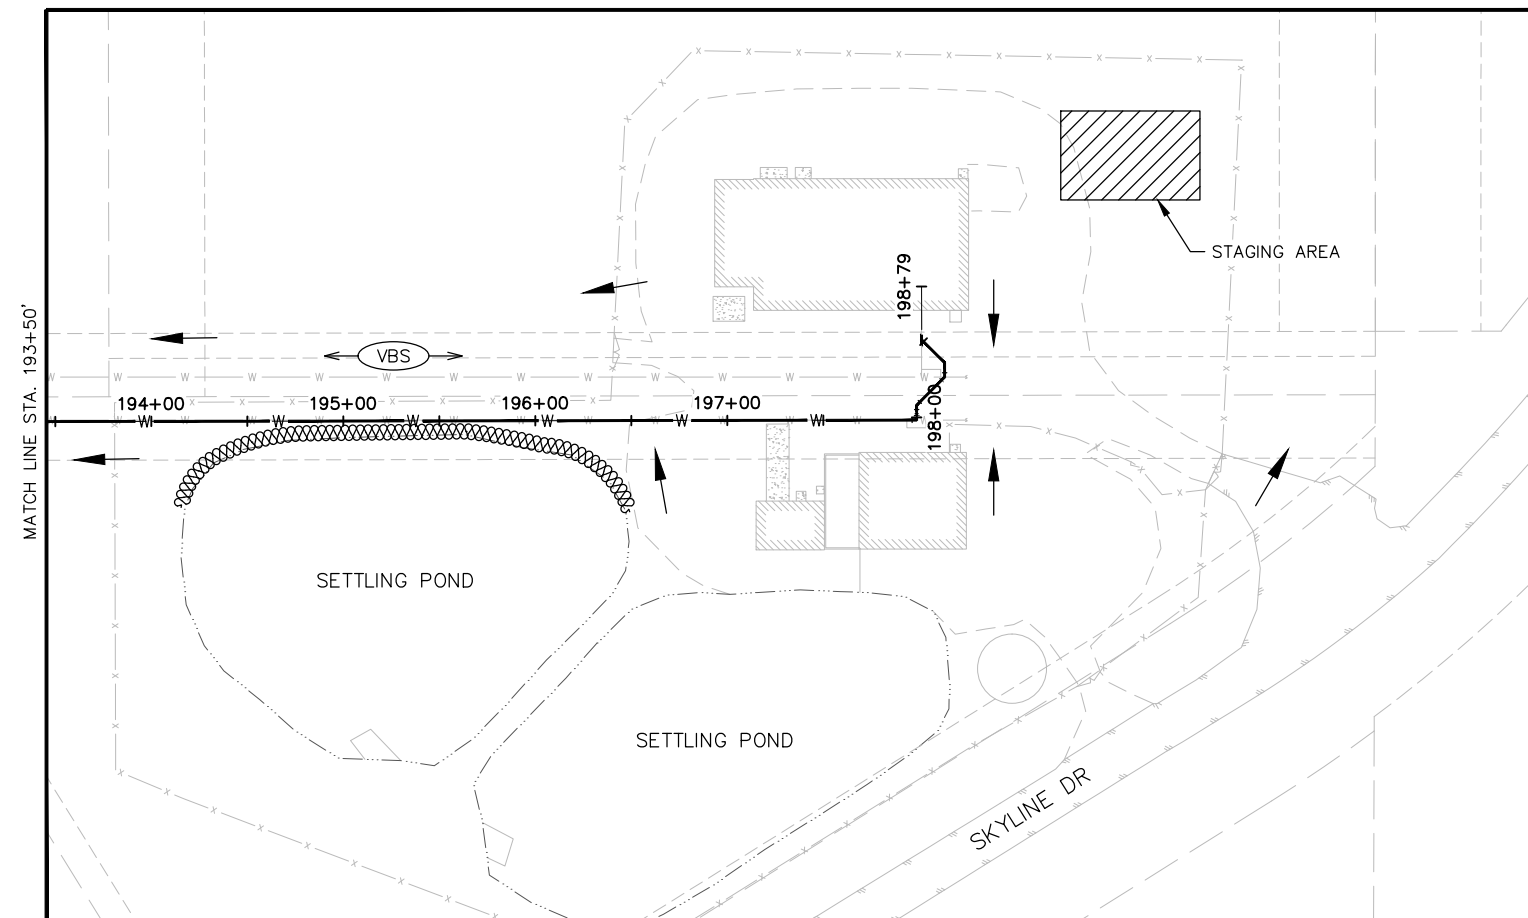 STAGING AREA
198+79
MATCH LINE STA. 193+50'
VBS
W W W W W W W W W W W W
194+00
195+00
196+00
197+00
198+00
W W W W W W
SETTLING POND
SETTLING POND
SKYLINE DR